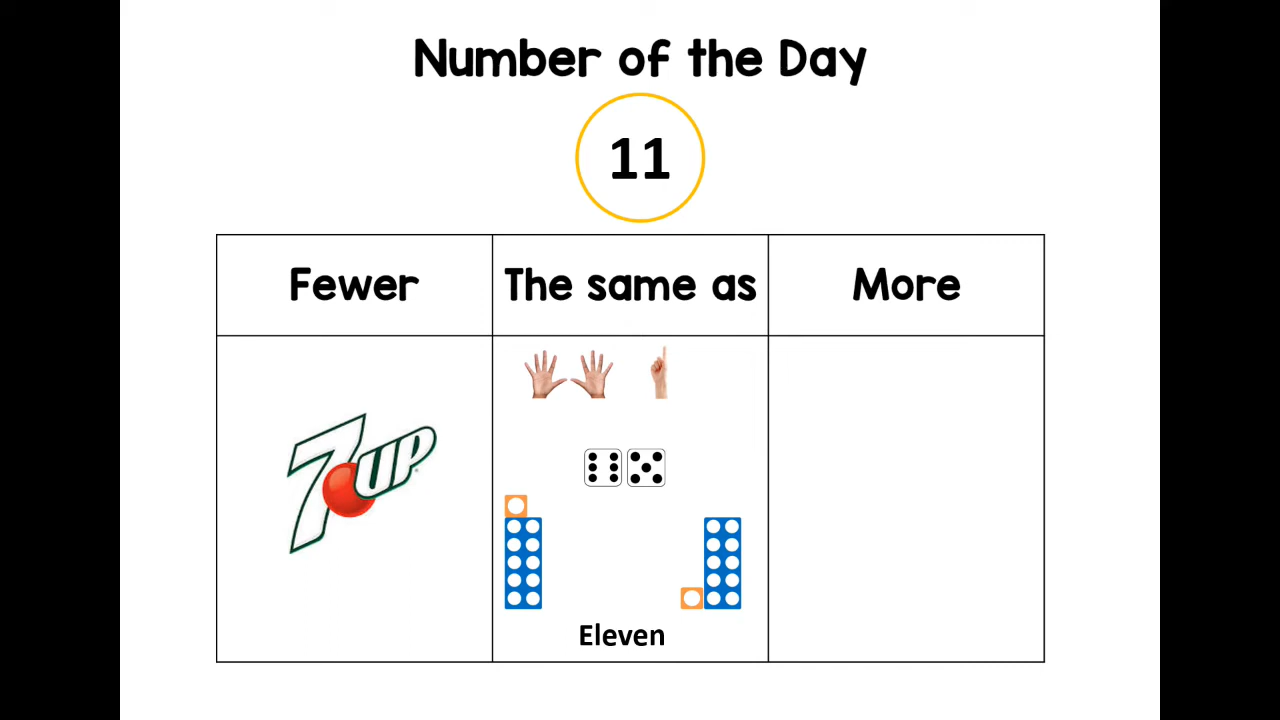 Number of the Day
11
Fewer
The same as
More
7UP
Eleven